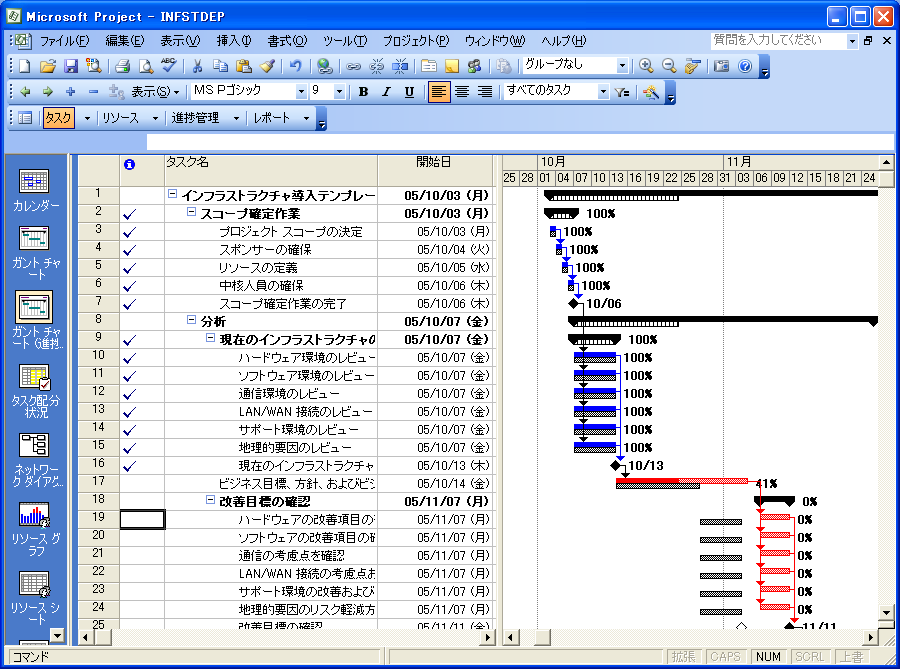 Microsoft Project - INFSTDEP
ファイル(F) 編集(E) 表示(V) 挿入(I) 書式(O) ツール(T) プロジェクト(P) ウィンドウ(W) ヘルプ(H) 質問を入力してください
グループなし
表示(S) MS Pゴシック 9 B I U すべてのタスク
タスク リソース 進捗管理 レポート
カレンダー
ガント チャート
ガント チャート (進捗..
タスク配分状況
ネットワーク ダイアグ..
リソース グラフ
リソース シート
タスク名 開始日 10月 11月
25 28 01 04 07 10 13 16 19 22 25 28 31 03 06 09 12 15 18 21 24
1 インフラストラクチャ導入テンプレー 05/10/03 (月)
2 スコープ確定作業 05/10/03 (月) 100%
3 プロジェクト スコープの決定 05/10/03 (月) 100%
4 スポンサーの確保 05/10/04 (火) 100%
5 リソースの定義 05/10/05 (水) 100%
6 中核人員の確保 05/10/06 (木) 100%
7 スコープ確定作業の完了 05/10/06 (木) 10/06
8 分析 05/10/07 (金)
9 現在のインフラストラクチャの 05/10/07 (金) 100%
10 ハードウェア環境のレビュー 05/10/07 (金) 100%
11 ソフトウェア環境のレビュー 05/10/07 (金) 100%
12 通信環境のレビュー 05/10/07 (金) 100%
13 LAN/WAN 接続のレビュー 05/10/07 (金) 100%
14 サポート環境のレビュー 05/10/07 (金) 100%
15 地理的要因のレビュー 05/10/07 (金) 100%
16 現在のインフラストラクチャ 05/10/13 (木) 10/13
17 ビジネス目標、方針、およびビジ 05/10/14 (金) 41%
18 改善目標の確認 05/11/07 (月) 0%
19 ハードウェアの改善項目の 05/11/07 (月) 0%
20 ソフトウェアの改善項目の 05/11/07 (月) 0%
21 通信の考慮点を確認 05/11/07 (月) 0%
22 LAN/WAN 接続の考慮点お 05/11/07 (月) 0%
23 サポート環境の改善およ 05/11/07 (月) 0%
24 地理的要因のリスク軽減方 05/11/07 (月) 0%
25 改善目標の確認 05/11/11 (金) 11/11
コマンド 拡張 CAPS NUM SCRL 上書